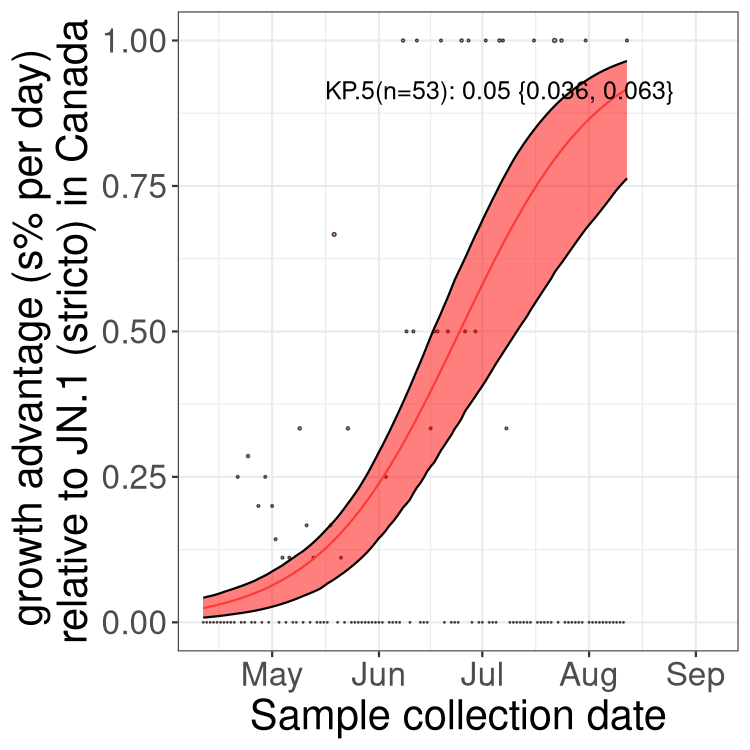 growth advantage (s% per day)
relative to JN.1 (stricto) in Canada
1.00
0.75
0.50
0.25
0.00
KP.5(n=53): 0.05 {0.036, 0.063}
May Jun Jul Aug Sep
Sample collection date